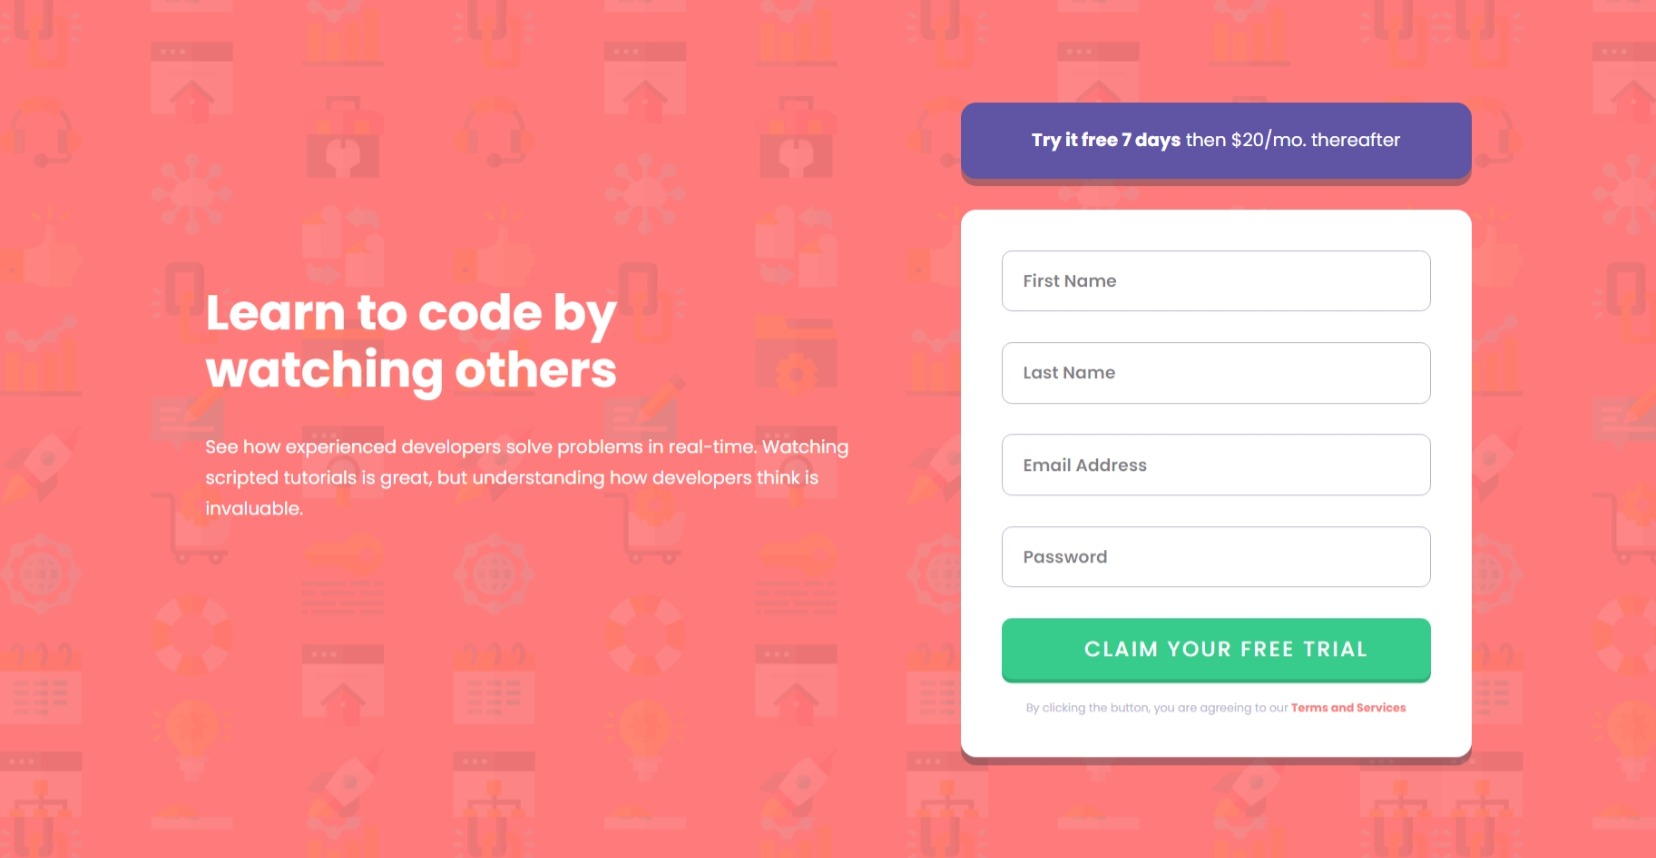 Learn to code by
watching others
See how experienced developers solve problems in real-time. Watching
scripted tutorials is great, but understanding how developers think is
invaluable.
Try it free 7 days then $20/mo. thereafter
First Name
Last Name
Email Address
Password
CLAIM YOUR FREE TRIAL
By clicking the button, you are agreeing to our Terms and Services